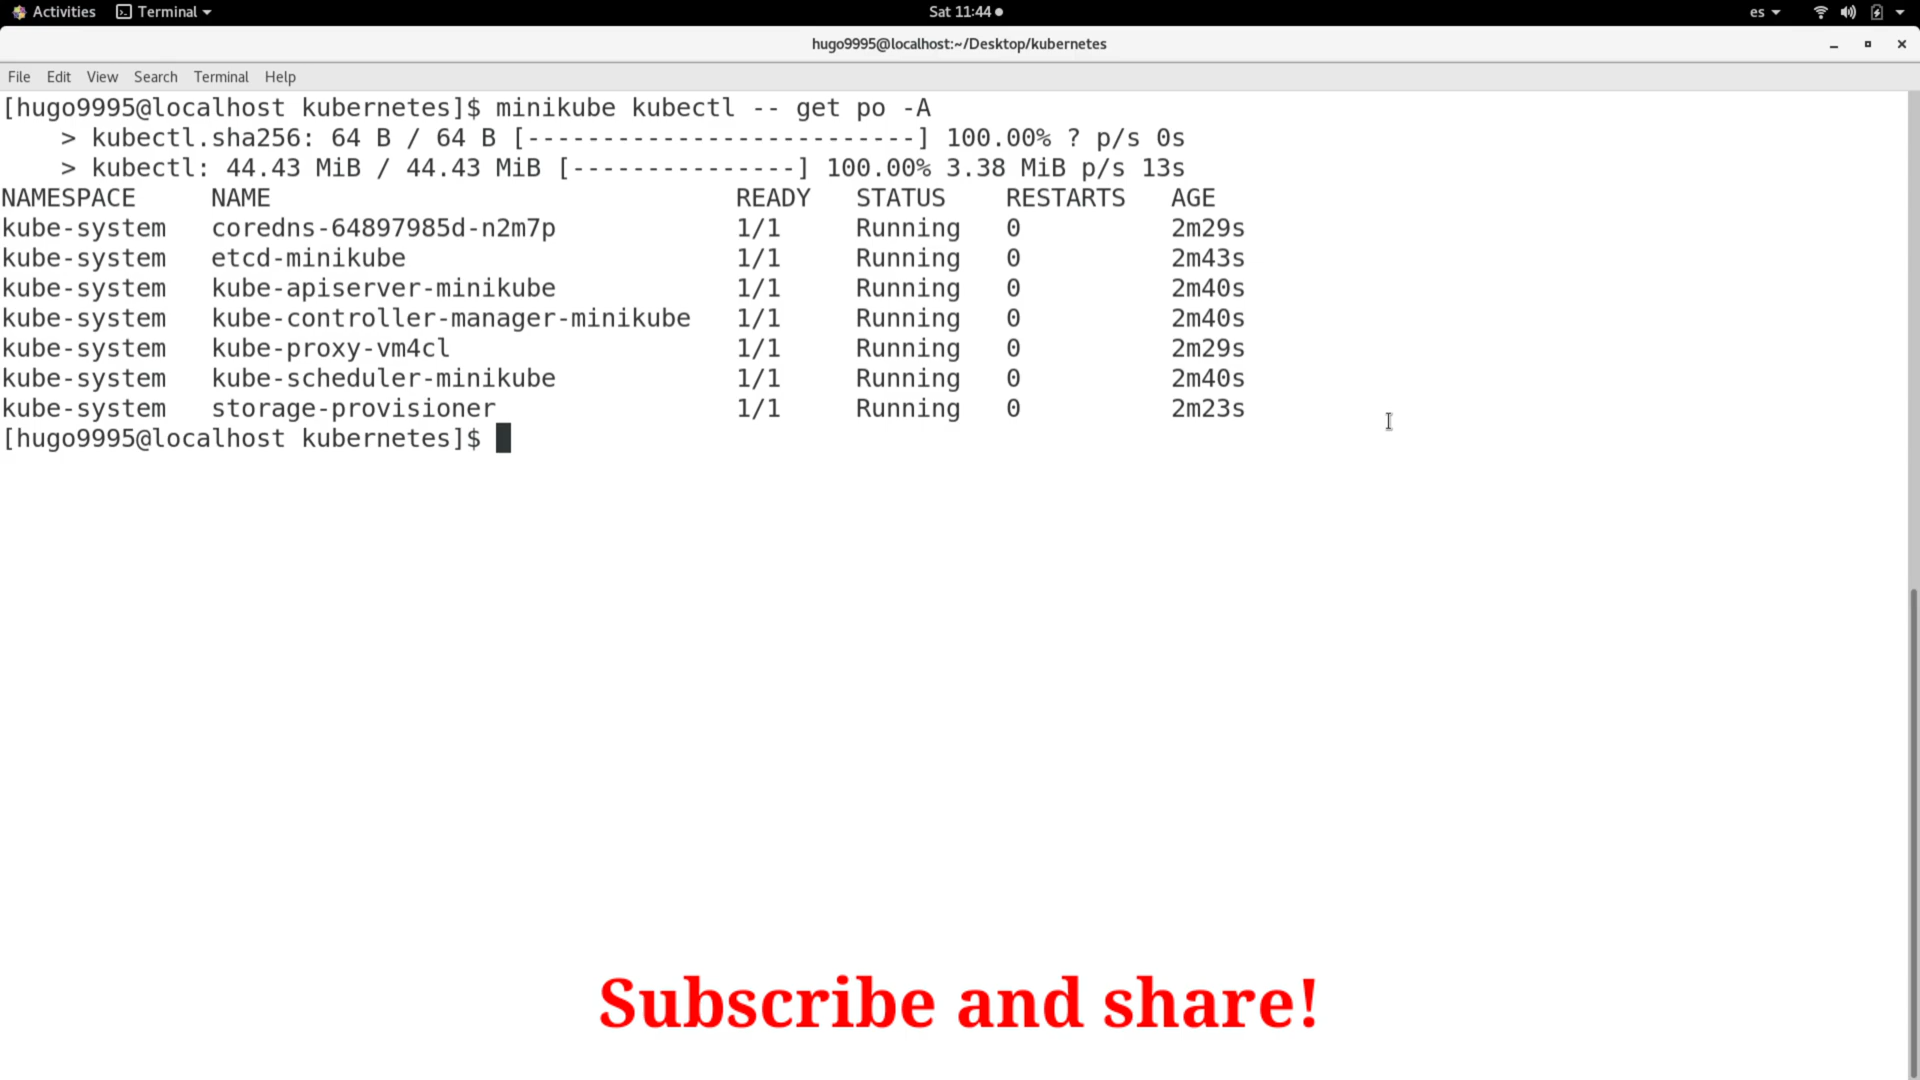 Activities Terminal Sat 11:44 es
hugo9995@localhost:~/Desktop/kubernetes
File Edit View Search Terminal Help
[hugo9995@localhost kubernetes]$ minikube kubectl -- get po -A
    > kubectl.sha256: 64 B / 64 B [--------------------------] 100.00% ? p/s 0s
    > kubectl: 44.43 MiB / 44.43 MiB [---------------] 100.00% 3.38 MiB p/s 13s
NAMESPACE     NAME                               READY   STATUS    RESTARTS   AGE
kube-system   coredns-64897985d-n2m7p            1/1     Running   0          2m29s
kube-system   etcd-minikube                      1/1     Running   0          2m43s
kube-system   kube-apiserver-minikube            1/1     Running   0          2m40s
kube-system   kube-controller-manager-minikube   1/1     Running   0          2m40s
kube-system   kube-proxy-vm4cl                   1/1     Running   0          2m29s
kube-system   kube-scheduler-minikube            1/1     Running   0          2m40s
kube-system   storage-provisioner                1/1     Running   0          2m23s
[hugo9995@localhost kubernetes]$
Subscribe and share!